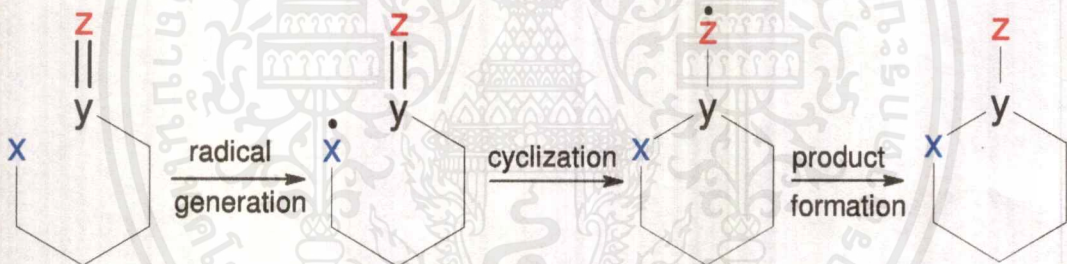 z z ż z
y y y y
x ẋ x x
radical generation
cyclization
product formation